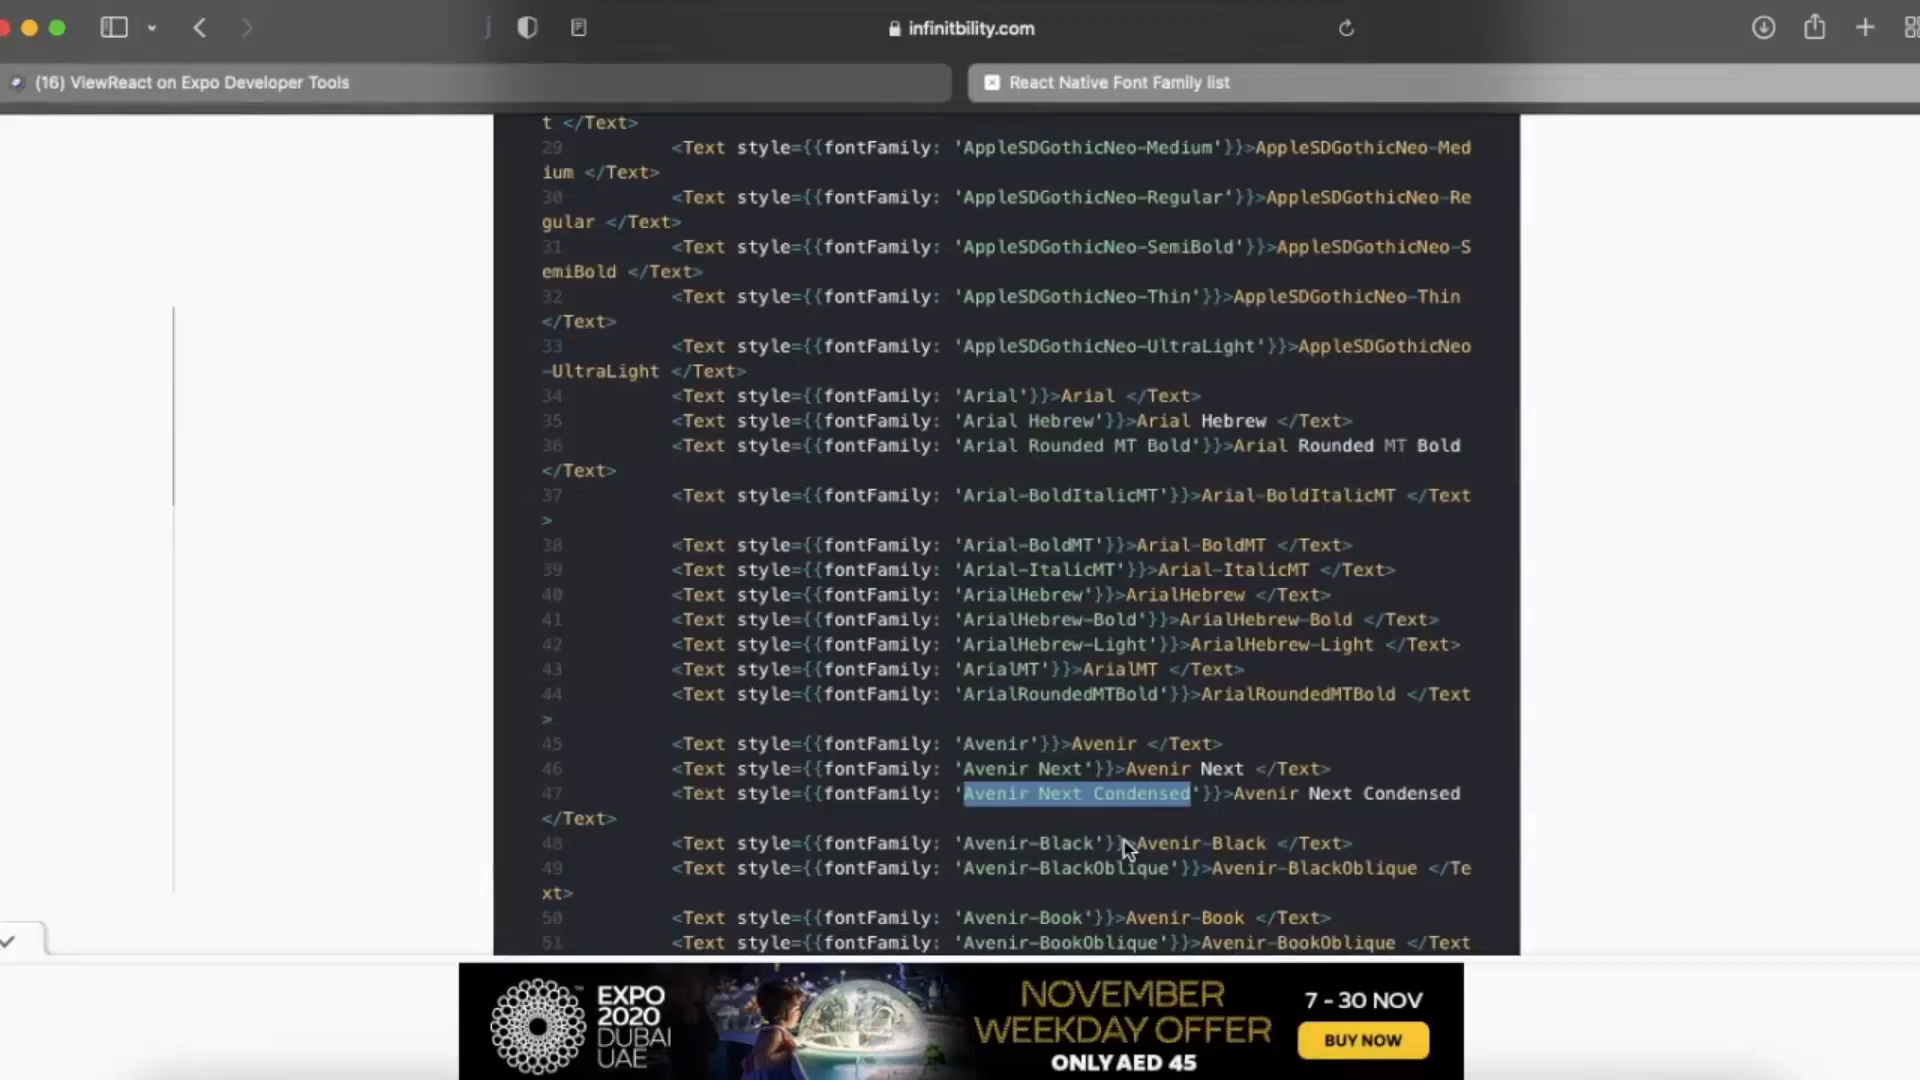 infinitbility.com
(16) ViewReact on Expo Developer Tools
React Native Font Family list
t </Text>
29 <Text style={{fontFamily: 'AppleSDGothicNeo-Medium'}}>AppleSDGothicNeo-Med
ium </Text>
30 <Text style={{fontFamily: 'AppleSDGothicNeo-Regular'}}>AppleSDGothicNeo-Re
gular </Text>
31 <Text style={{fontFamily: 'AppleSDGothicNeo-SemiBold'}}>AppleSDGothicNeo-S
emiBold </Text>
32 <Text style={{fontFamily: 'AppleSDGothicNeo-Thin'}}>AppleSDGothicNeo-Thin
</Text>
33 <Text style={{fontFamily: 'AppleSDGothicNeo-UltraLight'}}>AppleSDGothicNeo
-UltraLight </Text>
34 <Text style={{fontFamily: 'Arial'}}>Arial </Text>
35 <Text style={{fontFamily: 'Arial Hebrew'}}>Arial Hebrew </Text>
36 <Text style={{fontFamily: 'Arial Rounded MT Bold'}}>Arial Rounded MT Bold
</Text>
37 <Text style={{fontFamily: 'Arial-BoldItalicMT'}}>Arial-BoldItalicMT </Text
>
38 <Text style={{fontFamily: 'Arial-BoldMT'}}>Arial-BoldMT </Text>
39 <Text style={{fontFamily: 'Arial-ItalicMT'}}>Arial-ItalicMT </Text>
40 <Text style={{fontFamily: 'ArialHebrew'}}>ArialHebrew </Text>
41 <Text style={{fontFamily: 'ArialHebrew-Bold'}}>ArialHebrew-Bold </Text>
42 <Text style={{fontFamily: 'ArialHebrew-Light'}}>ArialHebrew-Light </Text>
43 <Text style={{fontFamily: 'ArialMT'}}>ArialMT </Text>
44 <Text style={{fontFamily: 'ArialRoundedMTBold'}}>ArialRoundedMTBold </Text
>
45 <Text style={{fontFamily: 'Avenir'}}>Avenir </Text>
46 <Text style={{fontFamily: 'Avenir Next'}}>Avenir Next </Text>
47 <Text style={{fontFamily: 'Avenir Next Condensed'}}>Avenir Next Condensed
</Text>
48 <Text style={{fontFamily: 'Avenir-Black'}}>Avenir-Black </Text>
49 <Text style={{fontFamily: 'Avenir-BlackOblique'}}>Avenir-BlackOblique </Te
xt>
50 <Text style={{fontFamily: 'Avenir-Book'}}>Avenir-Book </Text>
51 <Text style={{fontFamily: 'Avenir-BookOblique'}}>Avenir-BookOblique </Text
EXPO
2020
DUBAI
UAE
NOVEMBER
WEEKDAY OFFER
ONLY AED 45
7 - 30 NOV
BUY NOW